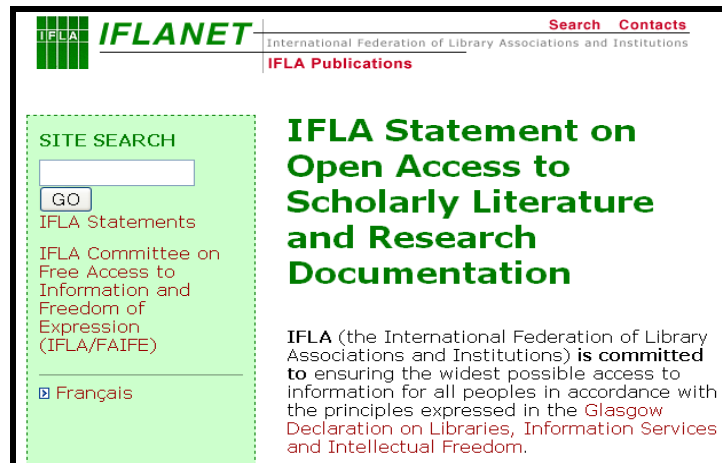 IFLA
IFLANET
Search Contacts
International Federation of Library Associations and Institutions
IFLA Publications
SITE SEARCH
GO
IFLA Statements
IFLA Committee on
Free Access to
Information and
Freedom of
Expression
(IFLA/FAIFE)
Français
IFLA Statement on
Open Access to
Scholarly Literature
and Research
Documentation
IFLA (the International Federation of Library
Associations and Institutions) is committed
to ensuring the widest possible access to
information for all peoples in accordance with
the principles expressed in the Glasgow
Declaration on Libraries, Information Services
and Intellectual Freedom.